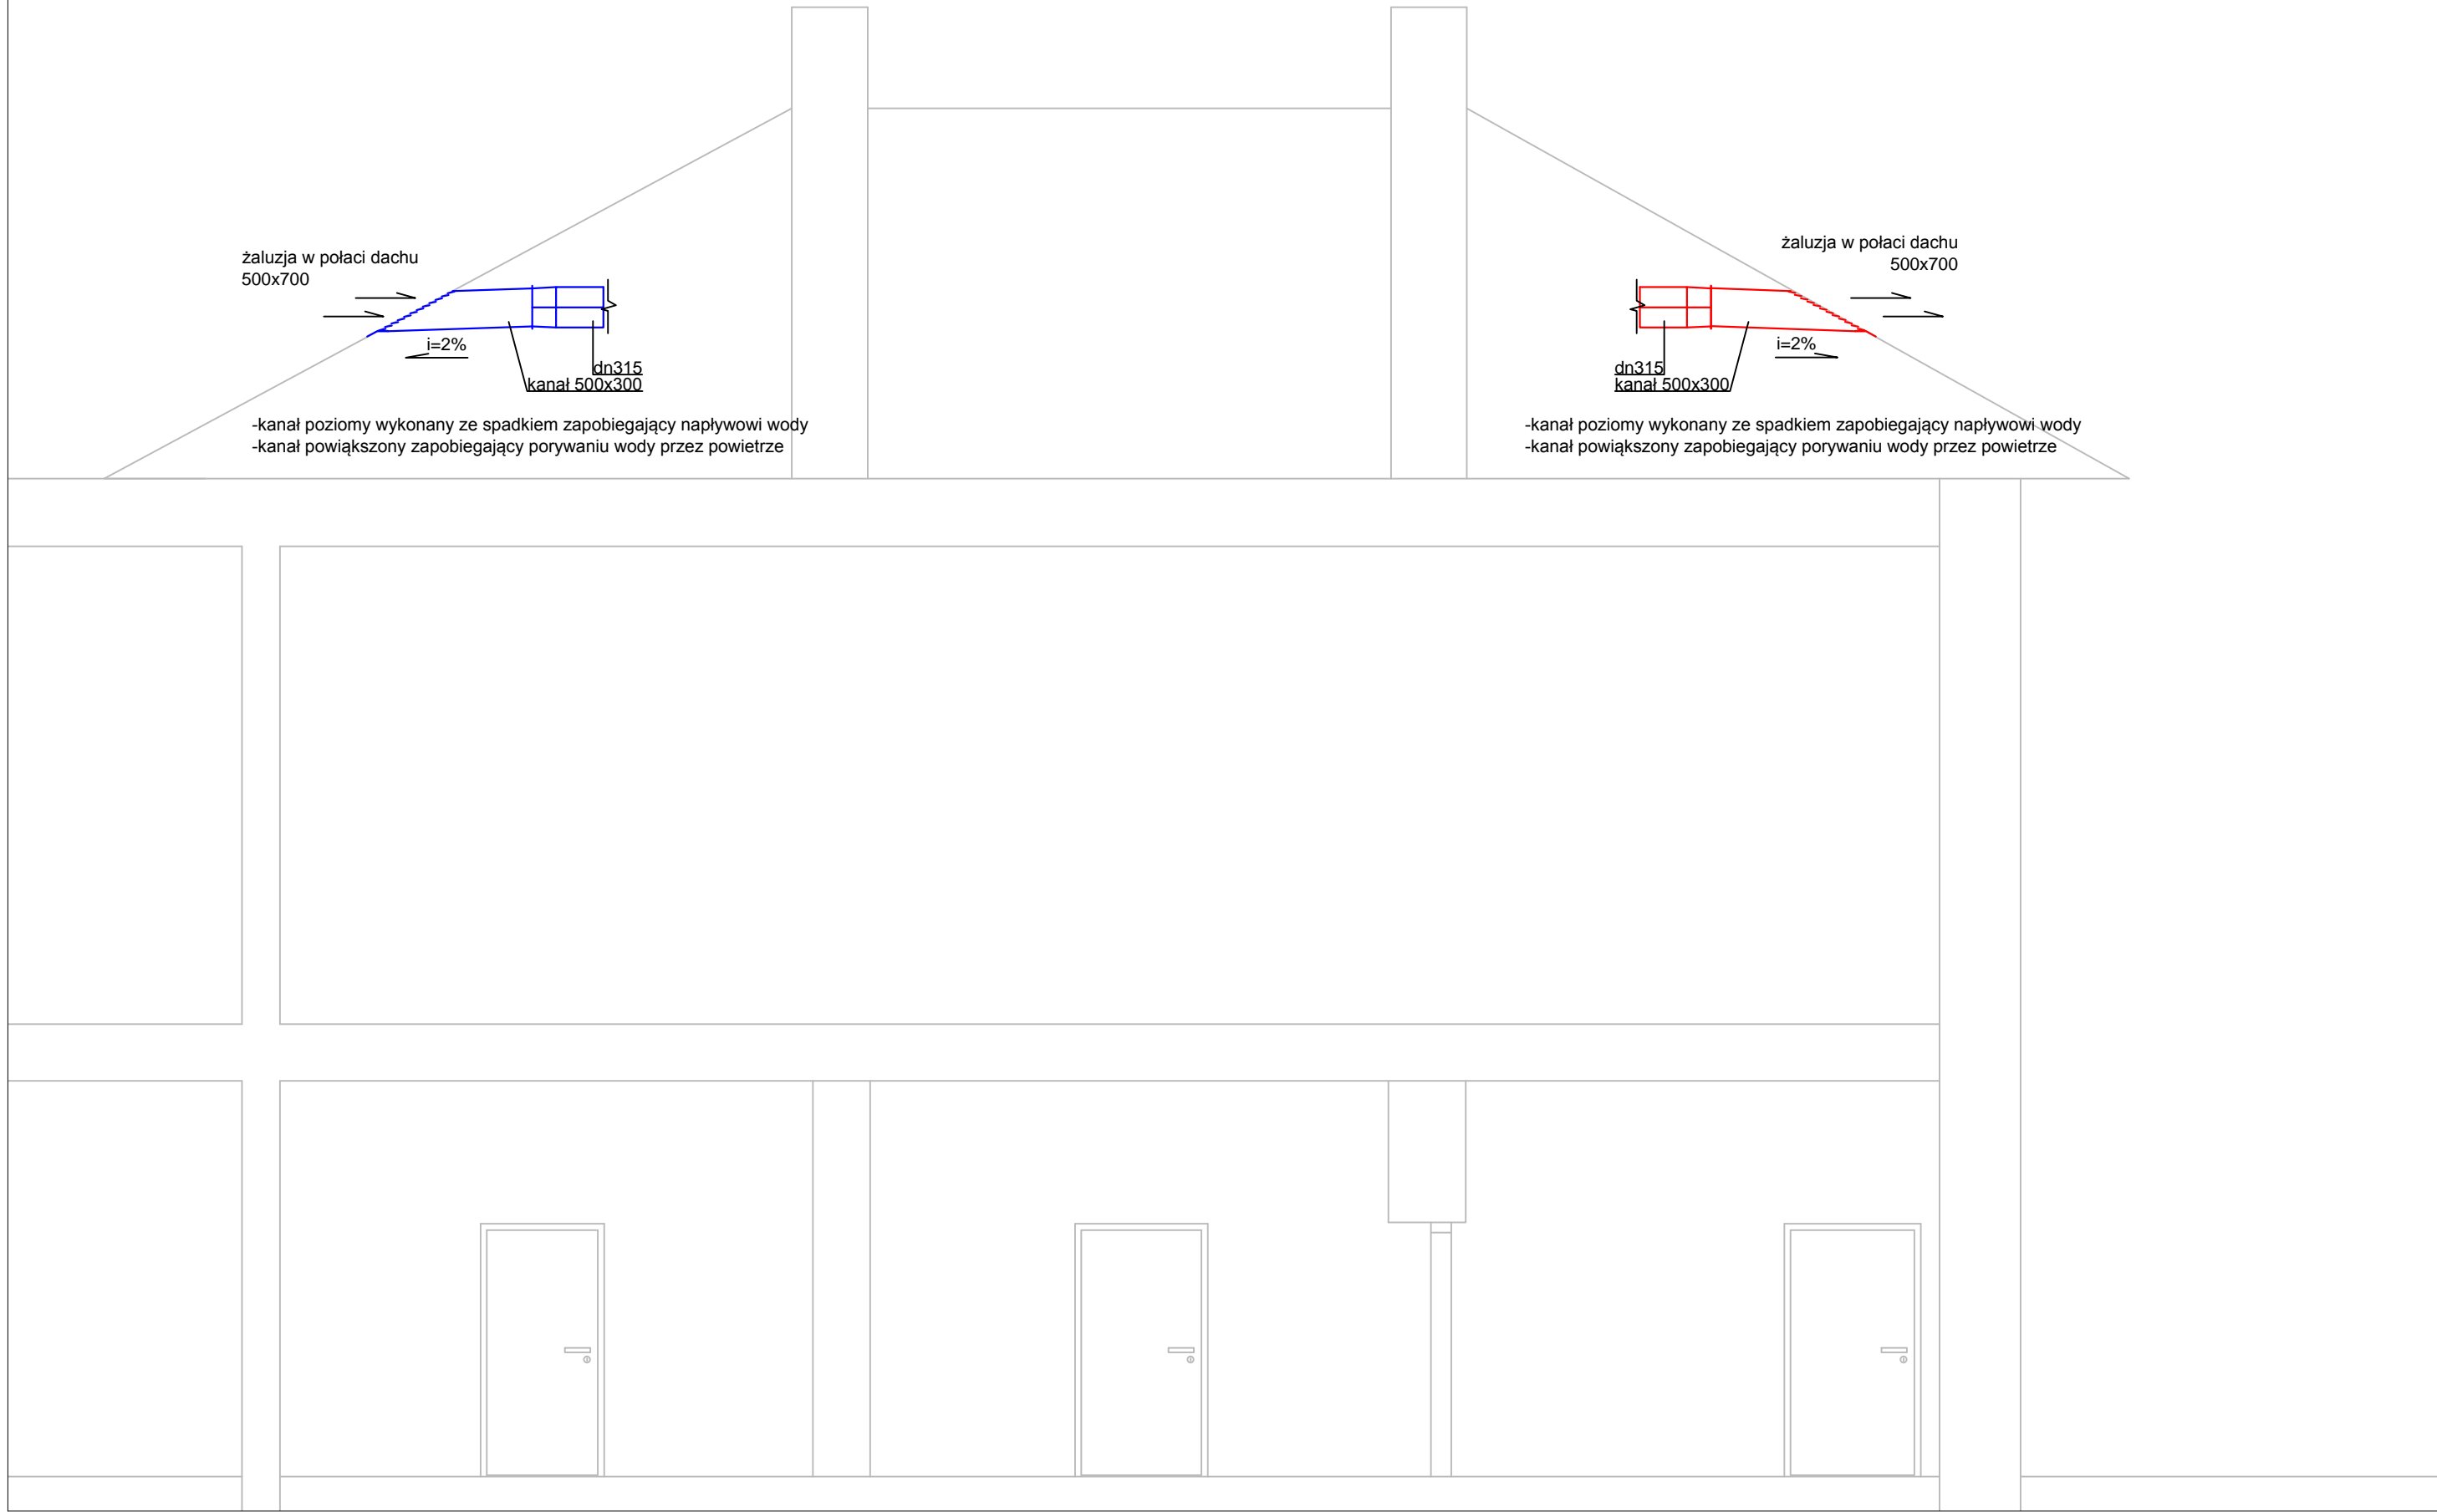 żaluzja w połaci dachu
500x700
i=2%
dn315
kanał 500x300
-kanał poziomy wykonany ze spadkiem zapobiegający napływowi wody
-kanał powiąkszony zapobiegający porywaniu wody przez powietrze
żaluzja w połaci dachu
500x700
i=2%
dn315
kanał 500x300
-kanał poziomy wykonany ze spadkiem zapobiegający napływowi wody
-kanał powiąkszony zapobiegający porywaniu wody przez powietrze